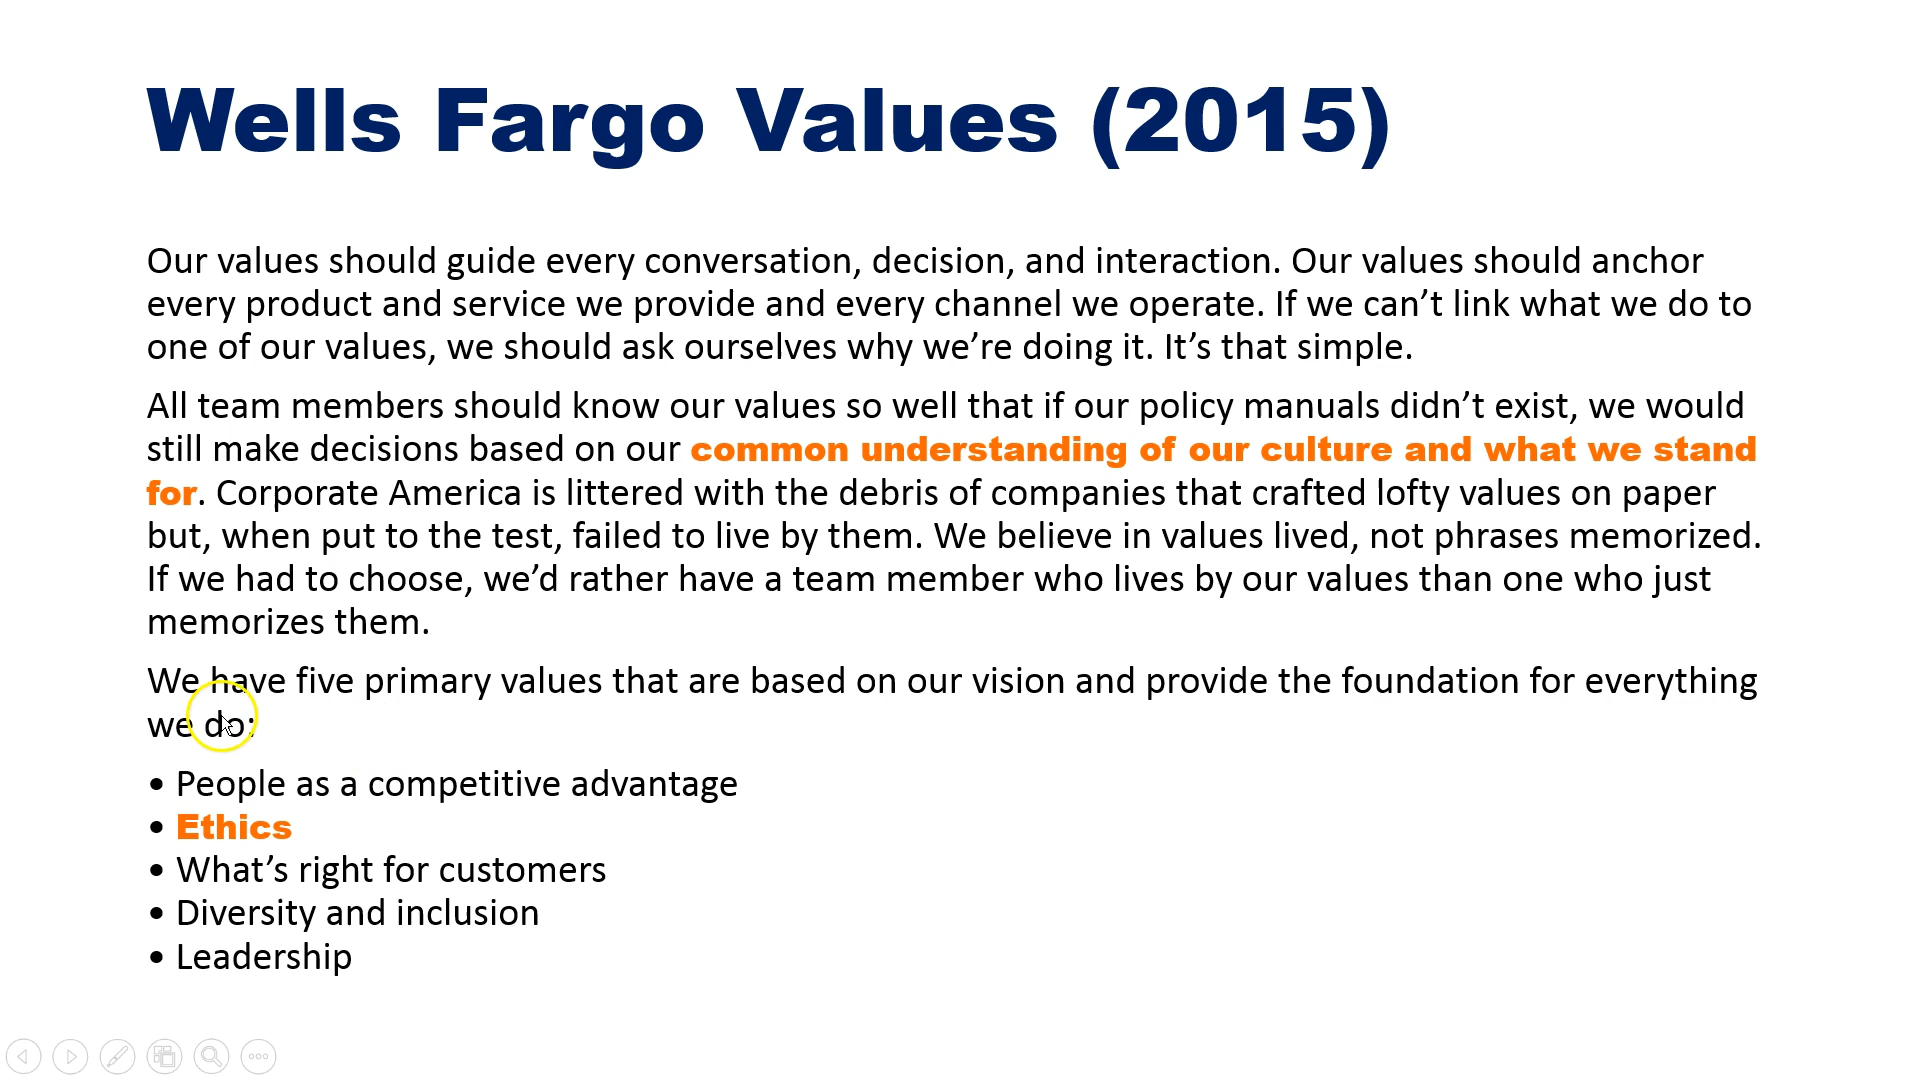 Wells Fargo Values (2015)
Our values should guide every conversation, decision, and interaction. Our values should anchor
every product and service we provide and every channel we operate. If we can’t link what we do to
one of our values, we should ask ourselves why we’re doing it. It’s that simple.
All team members should know our values so well that if our policy manuals didn’t exist, we would
still make decisions based on our common understanding of our culture and what we stand
for. Corporate America is littered with the debris of companies that crafted lofty values on paper
but, when put to the test, failed to live by them. We believe in values lived, not phrases memorized.
If we had to choose, we’d rather have a team member who lives by our values than one who just
memorizes them.
We have five primary values that are based on our vision and provide the foundation for everything
we do:
• People as a competitive advantage
• Ethics
• What’s right for customers
• Diversity and inclusion
• Leadership